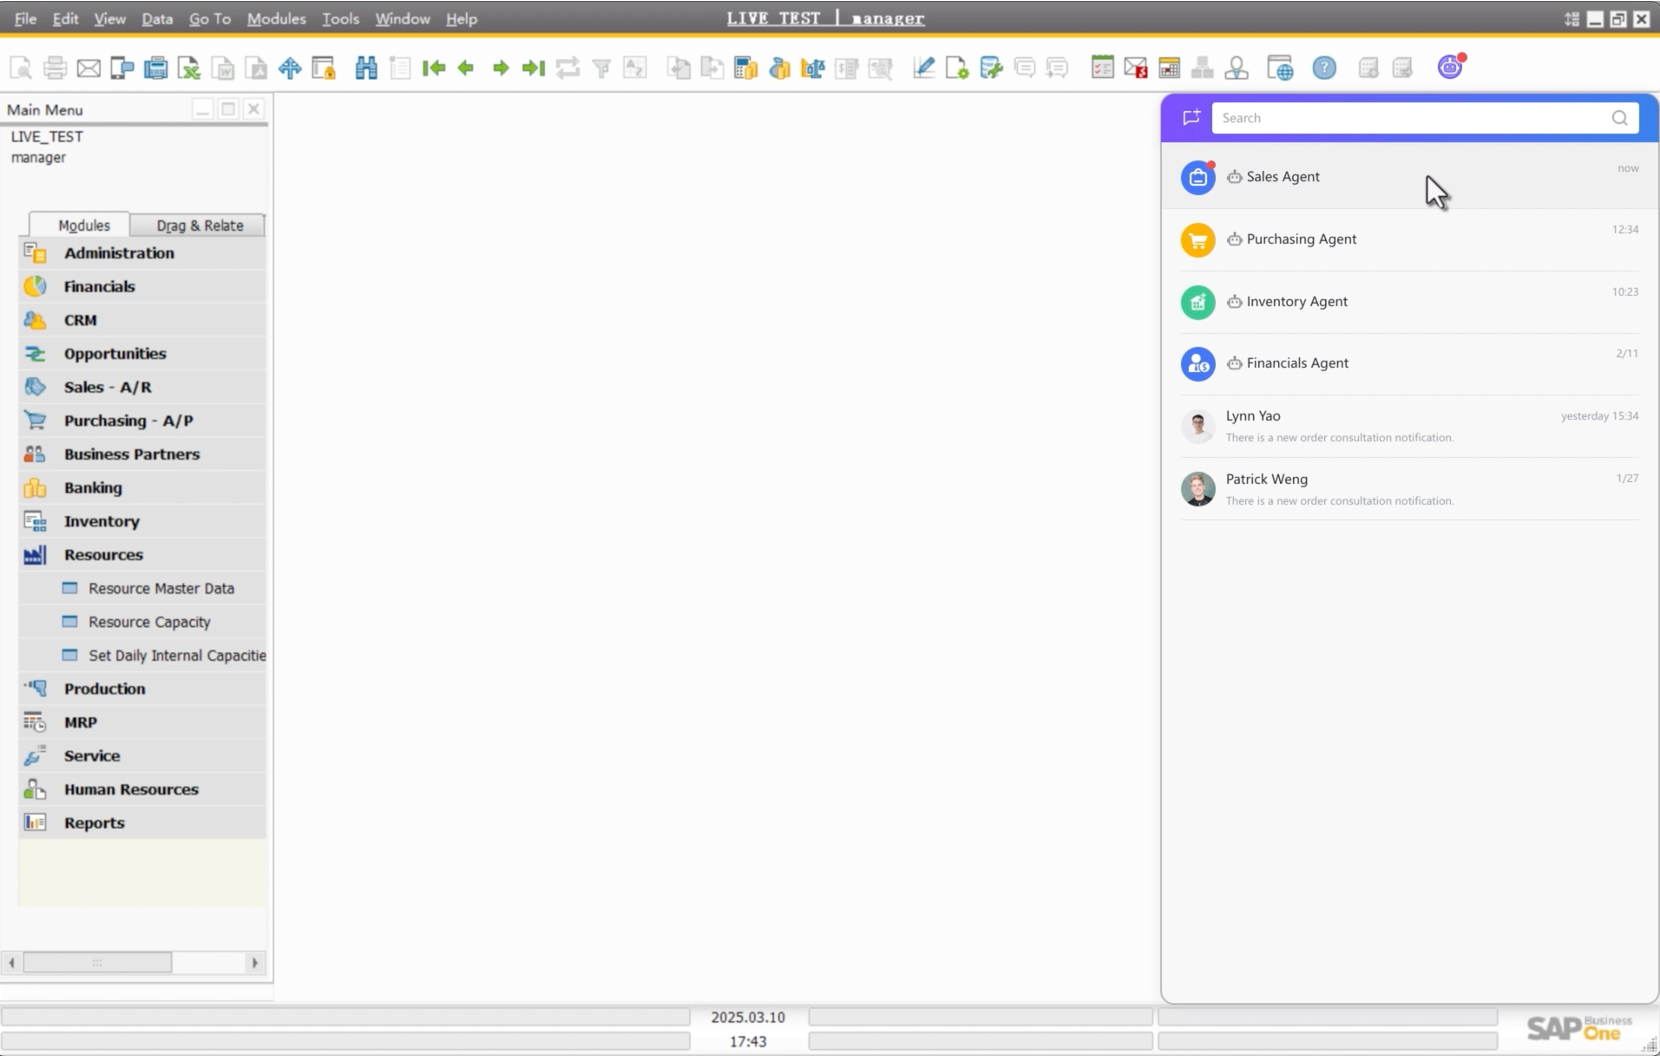 File Edit View Data Go To Modules Tools Window Help
LIVE TEST | manager
Main Menu
LIVE_TEST
manager
Modules
Drag & Relate
Administration
Financials
CRM
Opportunities
Sales - A/R
Purchasing - A/P
Business Partners
Banking
Inventory
Resources
Resource Master Data
Resource Capacity
Set Daily Internal Capacitie
Production
MRP
Service
Human Resources
Reports
Search
Sales Agent
now
Purchasing Agent
12:34
Inventory Agent
10:23
Financials Agent
2/11
Lynn Yao
yesterday 15:34
There is a new order consultation notification.
Patrick Weng
1/27
There is a new order consultation notification.
2025.03.10
17:43
SAP Business One